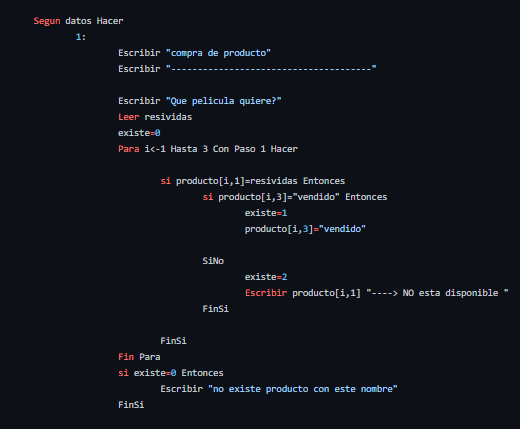 Segun datos Hacer
1:
Escribir "compra de producto"
Escribir "--------------------------------------"
Escribir "Que pelicula quiere?"
Leer resividas
existe=0
Para i<-1 Hasta 3 Con Paso 1 Hacer
si producto[i,1]=resividas Entonces
si producto[i,3]="vendido" Entonces
existe=1
producto[i,3]="vendido"
SiNo
existe=2
Escribir producto[i,1] "----> NO esta disponible "
FinSi
FinSi
Fin Para
si existe=0 Entonces
Escribir "no existe producto con este nombre"
FinSi